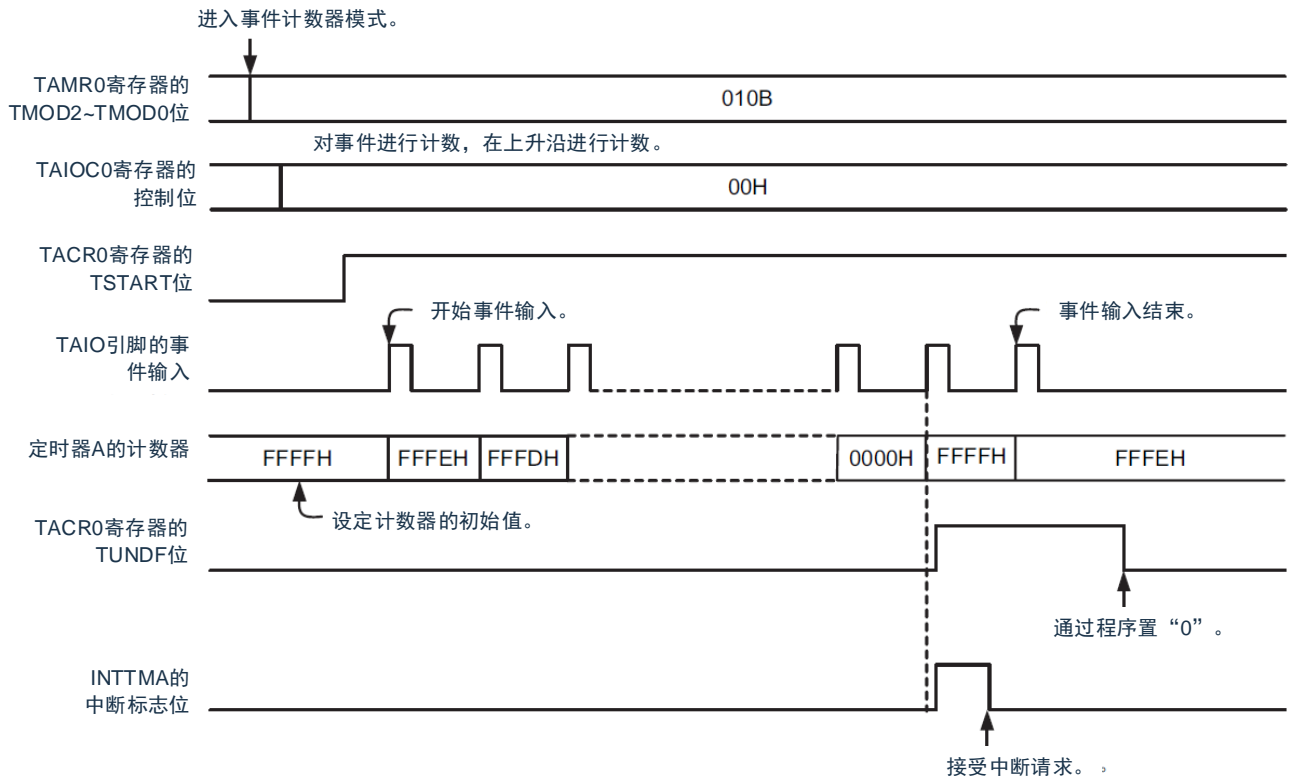 进入事件计数器模式。
TAMR0寄存器的
TMOD2~TMOD0位
010B
对事件进行计数，在上升沿进行计数。
TAIOC0寄存器的
控制位
00H
TACR0寄存器的
TSTART位
开始事件输入。
事件输入结束。
TAIO引脚的事
件输入
定时器A的计数器
FFFFH
FFFEH
FFFDH
0000H
FFFFH
FFFEH
设定计数器的初始值。
TACR0寄存器的
TUNDF位
通过程序置“0”。
INTTMA的
中断标志位
接受中断请求。。